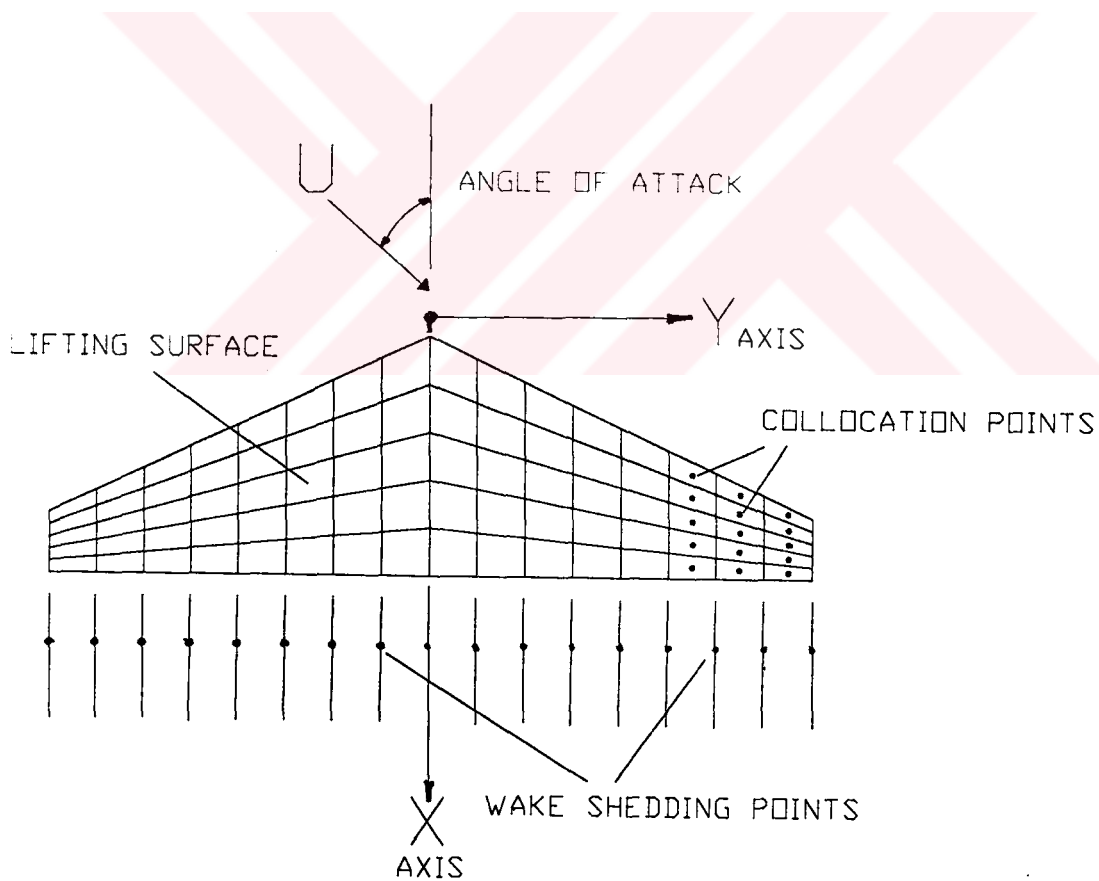 U
ANGLE OF ATTACK
Y AXIS
LIFTING SURFACE
COLLOCATION POINTS
WAKE SHEDDING POINTS
X
AXIS